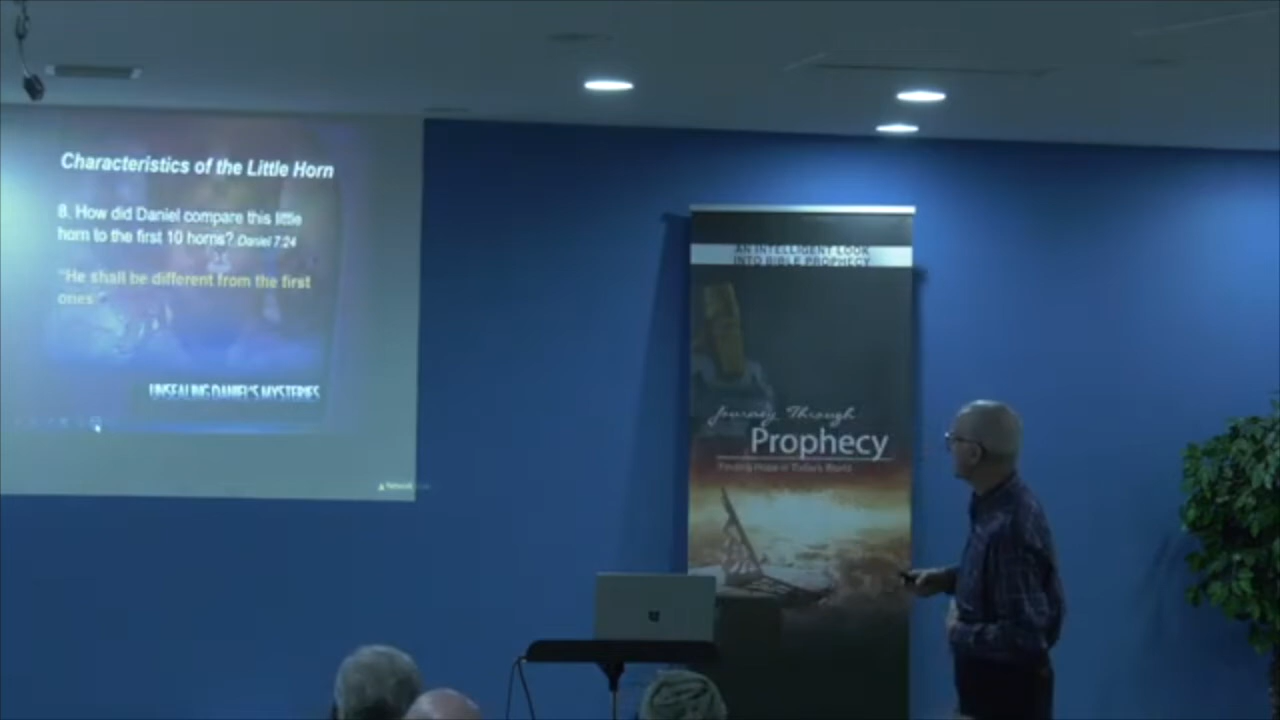 Characteristics of the Little Horn
8. How did Daniel compare this little
horn to the first 10 horns? Daniel 7:24
"He shall be different from the first
ones."
UNSEALING DANIEL'S MYSTERIES
AN INTELLIGENT LOOK
INTO BIBLE PROPHECY
Journey Through
Prophecy
Finding Hope in Today's World
Network